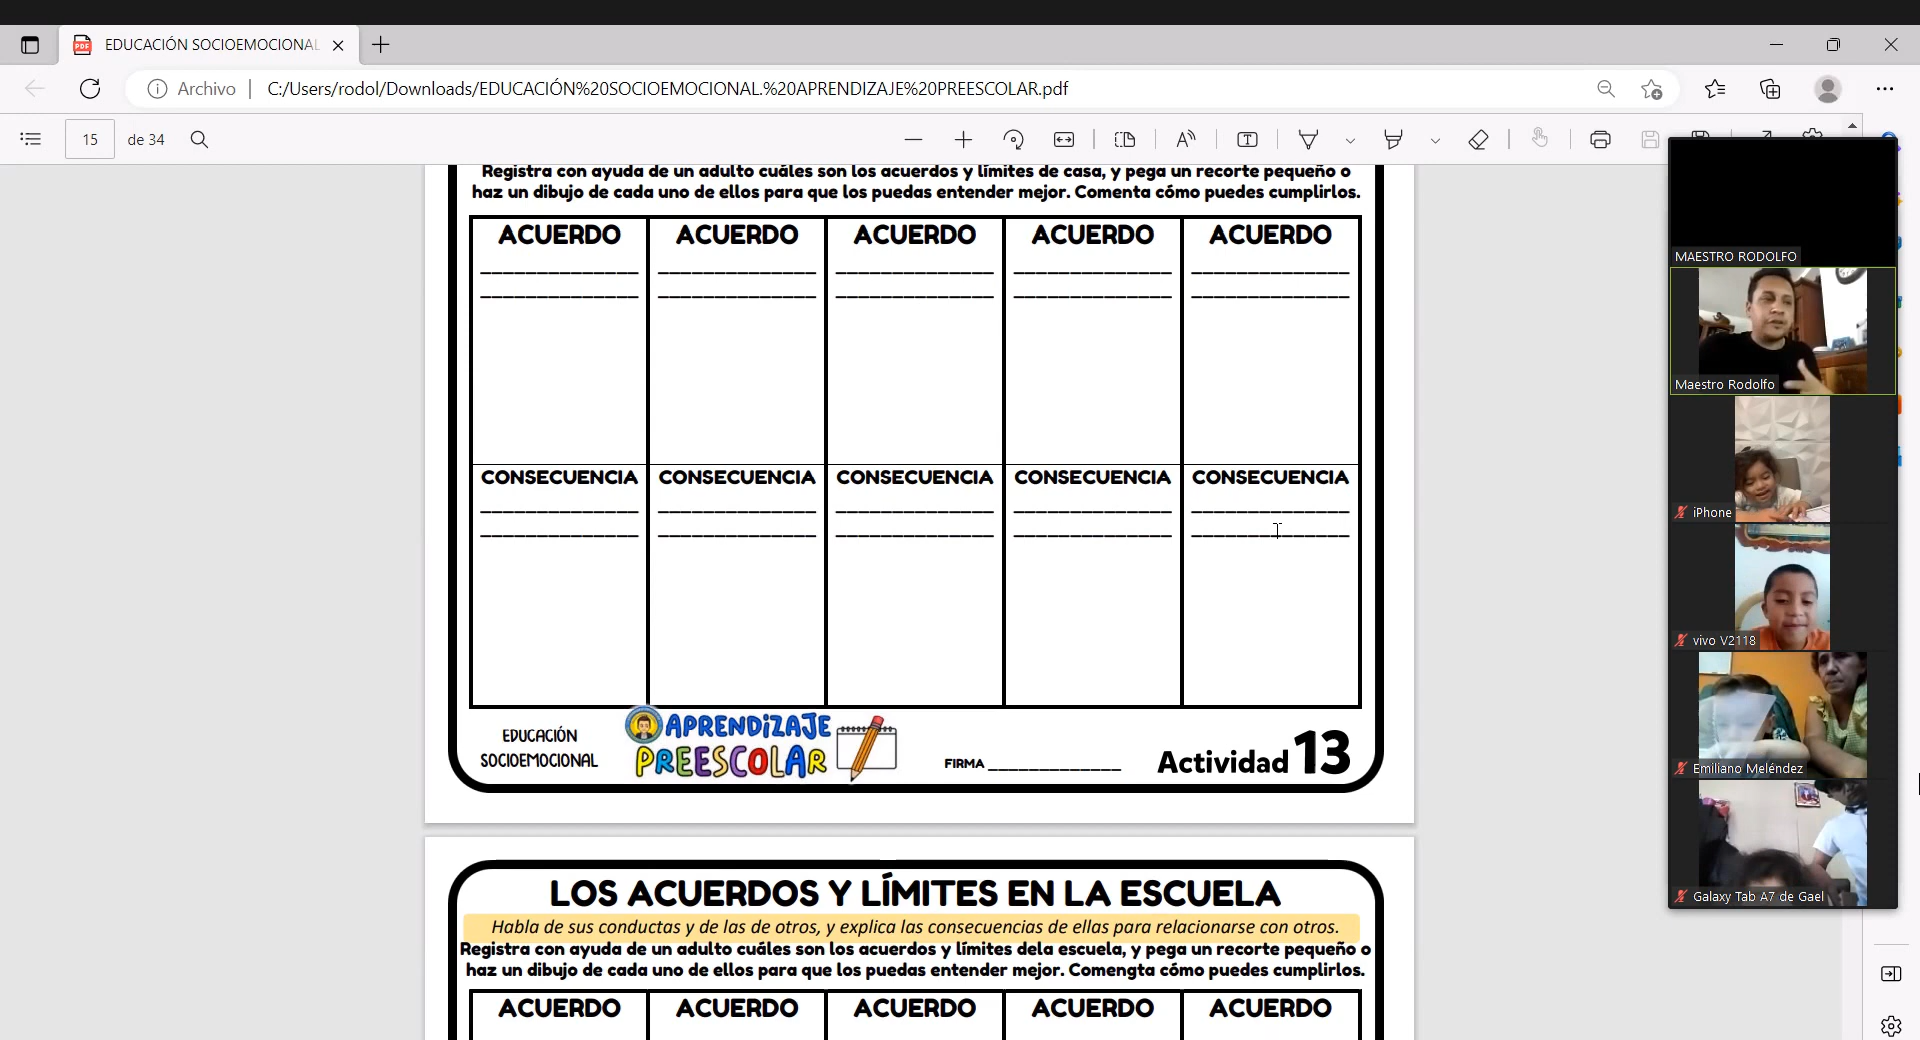 EDUCACIÓN SOCIOEMOCIONAL
Archivo
C:/Users/rodol/Downloads/EDUCACIÓN%20SOCIOEMOCIONAL.%20APRENDIZAJE%20PREESCOLAR.pdf
15 de 34
Registra con ayuda de un adulto cuáles son los acuerdos y límites de casa, y pega un recorte pequeño o
haz un dibujo de cada uno de ellos para que los puedas entender mejor. Comenta cómo puedes cumplirlos.
ACUERDO ACUERDO ACUERDO ACUERDO ACUERDO
CONSECUENCIA CONSECUENCIA CONSECUENCIA CONSECUENCIA CONSECUENCIA
EDUCACIÓN
SOCIOEMOCIONAL
APRENDiZAJE
PREESCOLAR
FIRMA ______________
Actividad 13
LOS ACUERDOS Y LÍMITES EN LA ESCUELA
Habla de sus conductas y de las de otros, y explica las consecuencias de ellas para relacionarse con otros.
Registra con ayuda de un adulto cuáles son los acuerdos y límites dela escuela, y pega un recorte pequeño o
haz un dibujo de cada uno de ellos para que los puedas entender mejor. Comengta cómo puedes cumplirlos.
ACUERDO ACUERDO ACUERDO ACUERDO ACUERDO
MAESTRO RODOLFO
Maestro Rodolfo
iPhone
vivo V2118
Emiliano Meléndez
Galaxy Tab A7 de Gael